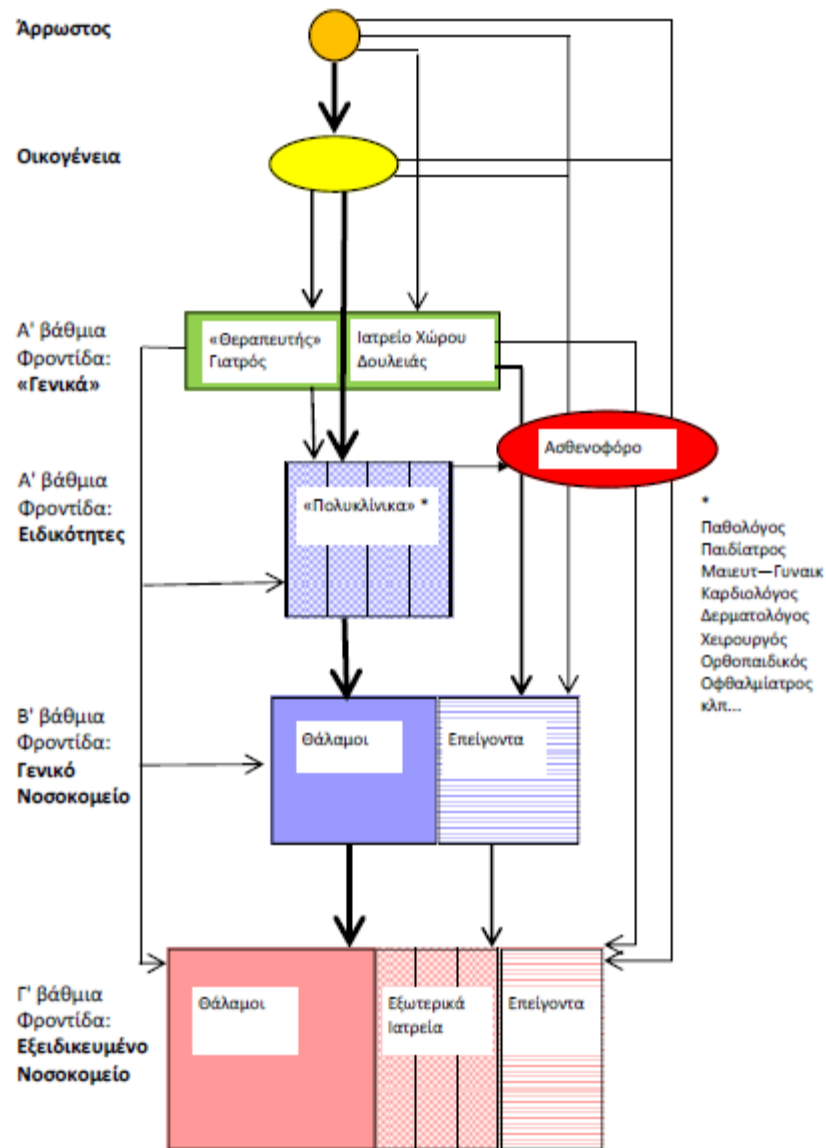 Άρρωστος
Οικογένεια
Α' βάθμια
Φροντίδα:
«Γενικά»
«Θεραπευτής»
Γιατρός
Ιατρείο Χώρου
Δουλειάς
Ασθενοφόρο
Α' βάθμια
Φροντίδα:
Ειδικότητες
«Πολυκλίνικα» *
*
Παθολόγος
Παιδίατρος
Μαιευτ—Γυναικ
Καρδιολόγος
Δερματολόγος
Χειρουργός
Ορθοπαιδικός
Οφθαλμίατρος
κλπ...
Β' βάθμια
Φροντίδα:
Γενικό
Νοσοκομείο
Θάλαμοι
Επείγοντα
Γ' βάθμια
Φροντίδα:
Εξειδικευμένο
Νοσοκομείο
Θάλαμοι
Εξωτερικά
Ιατρεία
Επείγοντα